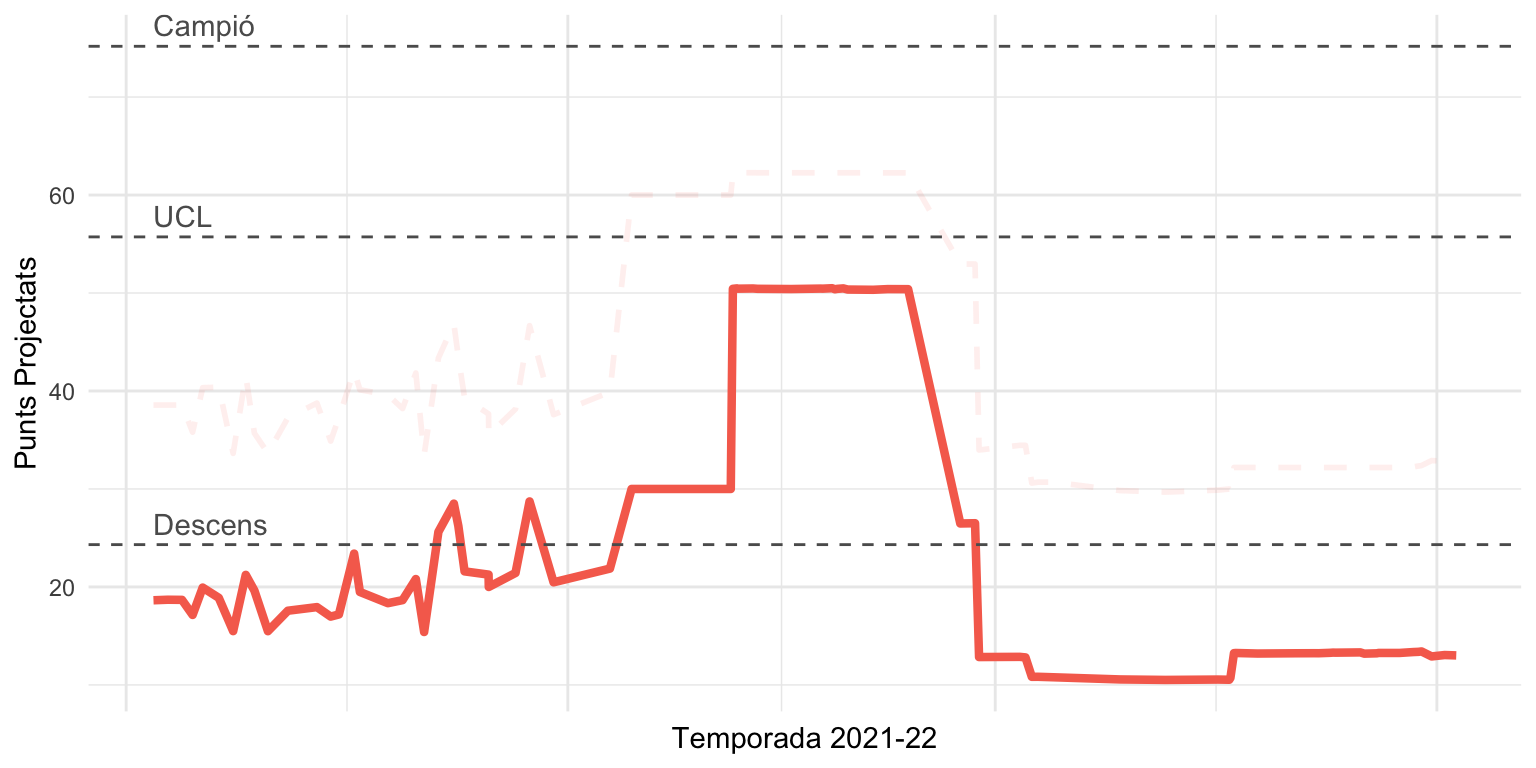 Campió
60
UCL
Punts Projectats
40
Descens
20
Temporada 2021-22